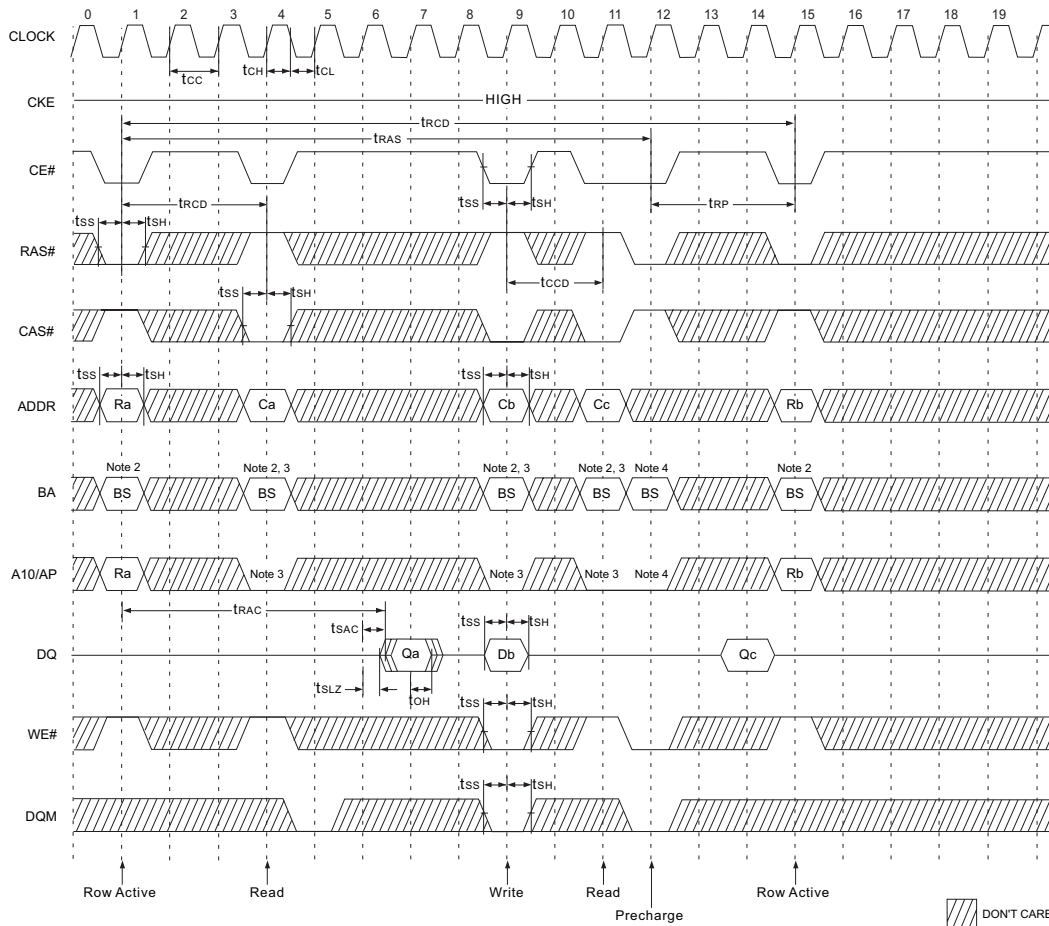 0 1 2 3 4 5 6 7 8 9 10 11 12 13 14 15 16 17 18 19
CLOCK
tCC tCH tCL
CKE HIGH
tRCD
tRAS
CE#
tRCD tSS tSH tRP
tSS tSH
RAS#
tCCD
tSS tSH
CAS#
tSS tSH tSS tSH
ADDR Ra Ca Cb Cc Rb
Note 2 Note 2, 3 Note 2, 3 Note 2, 3 Note 4 Note 2
BA BS BS BS BS BS BS
A10/AP Ra Note 3 Note 3 Note 3 Note 4 Rb
tRAC
tSAC tSS tSH
DQ Qa Db Qc
tSLZ tOH
tSS tSH
WE#
tSS tSH
DQM
Row Active Read Write Read Row Active
Precharge
DON'T CARE